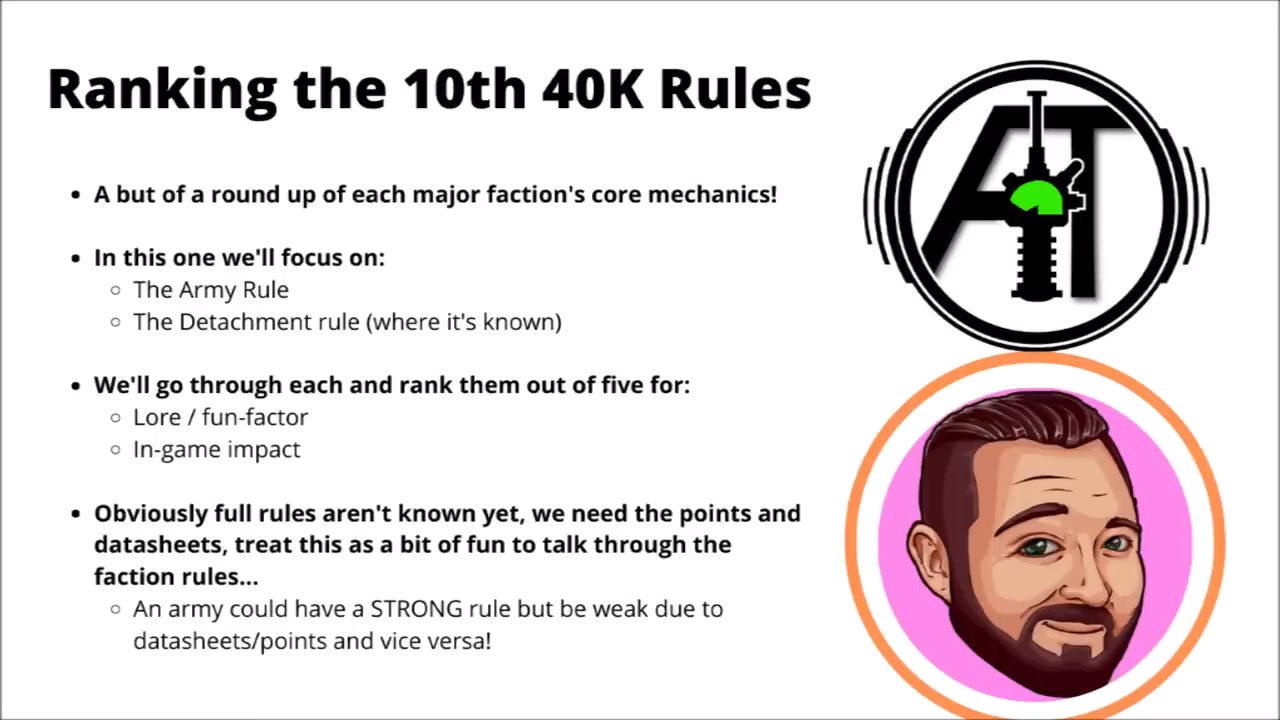 Ranking the 10th 40K Rules
A but of a round up of each major faction's core mechanics!
In this one we'll focus on:
The Army Rule
The Detachment rule (where it's known)
We'll go through each and rank them out of five for:
Lore / fun-factor
In-game impact
Obviously full rules aren't known yet, we need the points and
datasheets, treat this as a bit of fun to talk through the
faction rules...
An army could have a STRONG rule but be weak due to
datasheets/points and vice versa!
AT